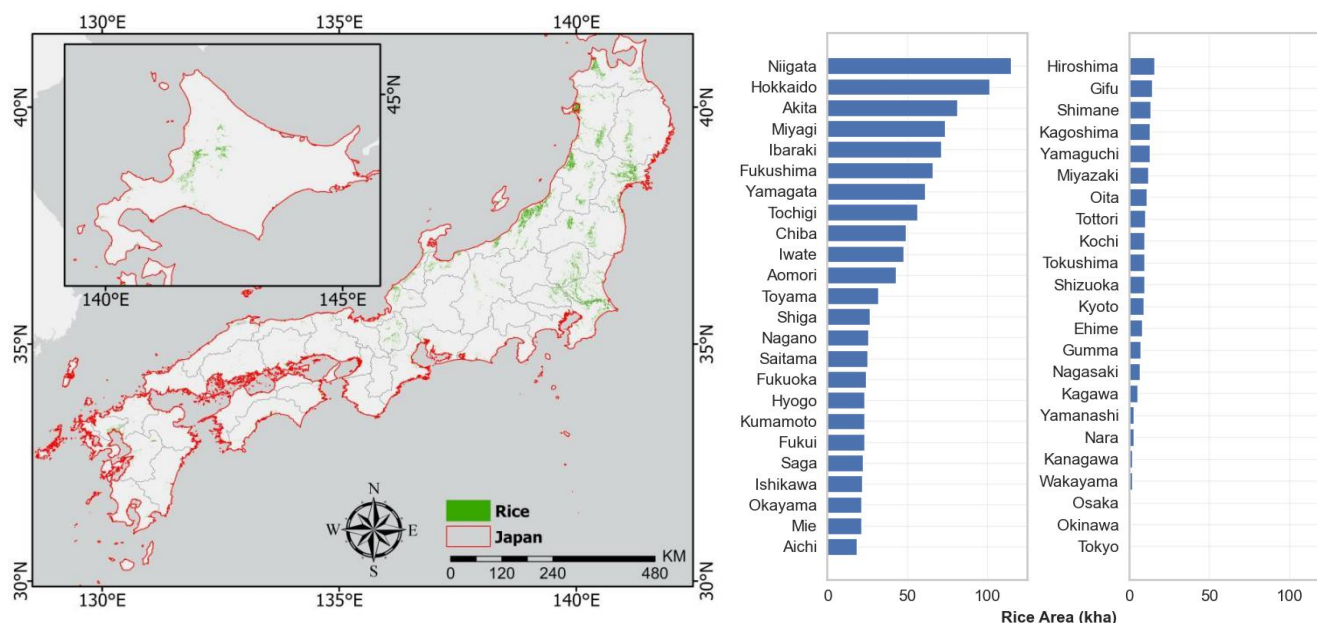 130°E
135°E
140°E
45°N
40°N
40°N
140°E
145°E
35°N
35°N
N
W
E
S
Rice
Japan
KM
0
120
240
480
30°N
30°N
130°E
135°E
140°E
Niigata
Hokkaido
Akita
Miyagi
Ibaraki
Fukushima
Yamagata
Tochigi
Chiba
Iwate
Aomori
Toyama
Shiga
Nagano
Saitama
Fukuoka
Hyogo
Kumamoto
Fukui
Saga
Ishikawa
Okayama
Mie
Aichi
0
50
100
Hiroshima
Gifu
Shimane
Kagoshima
Yamaguchi
Miyazaki
Oita
Tottori
Kochi
Tokushima
Shizuoka
Kyoto
Ehime
Gumma
Nagasaki
Kagawa
Yamanashi
Nara
Kanagawa
Wakayama
Osaka
Okinawa
Tokyo
0
50
100
Rice Area (kha)